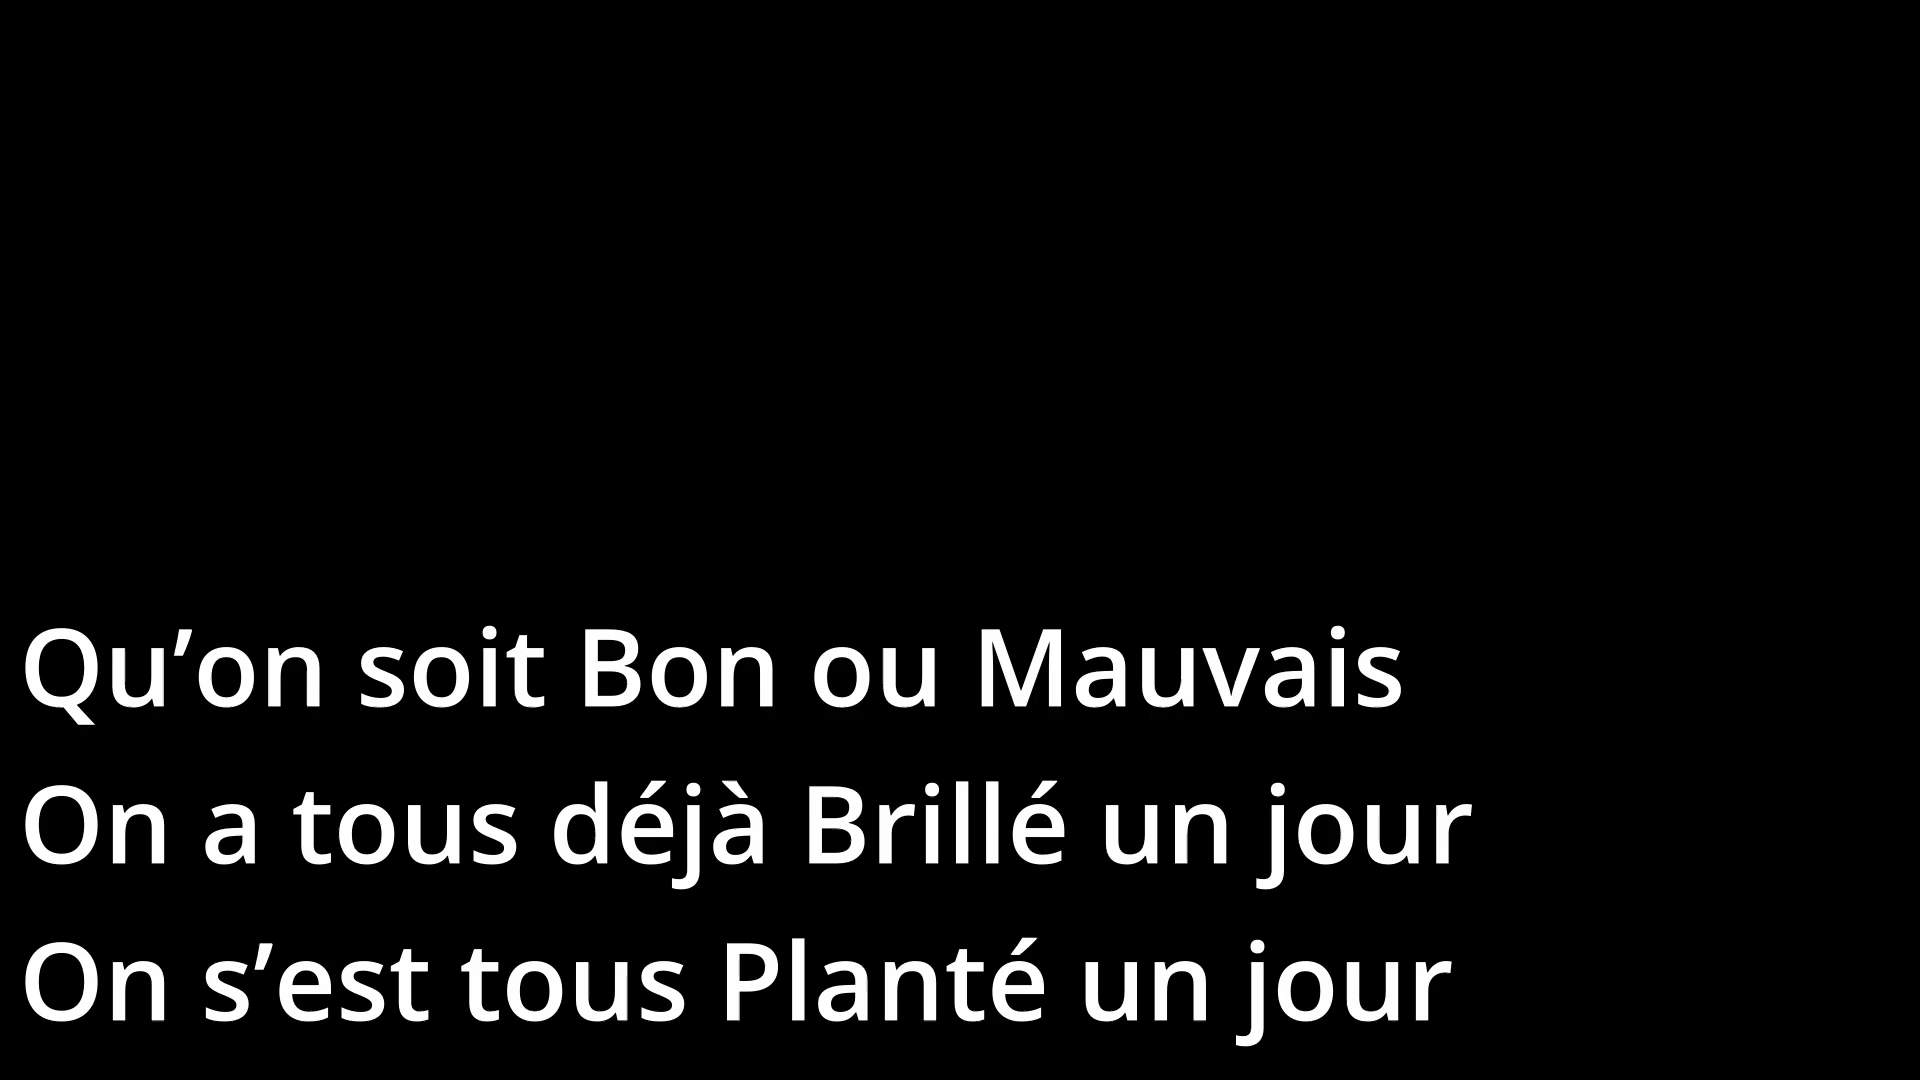 Qu’on soit Bon ou Mauvais
On a tous déjà Brillé un jour
On s’est tous Planté un jour